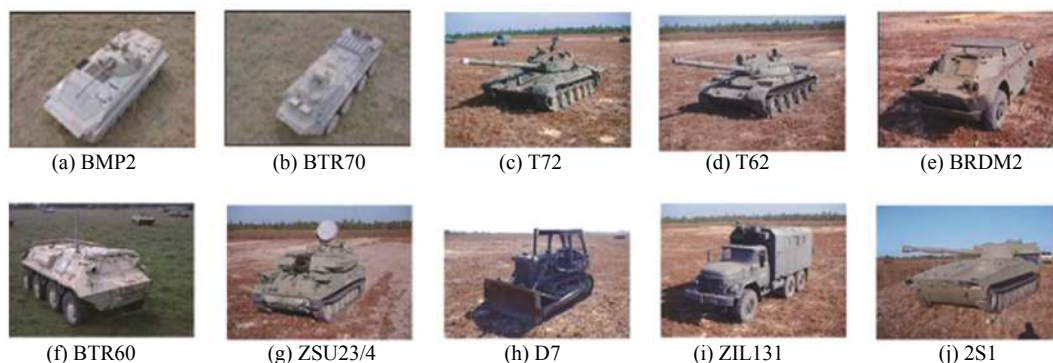 (a) BMP2 (b) BTR70 (c) T72 (d) T62 (e) BRDM2
(f) BTR60 (g) ZSU23/4 (h) D7 (i) ZIL131 (j) 2S1